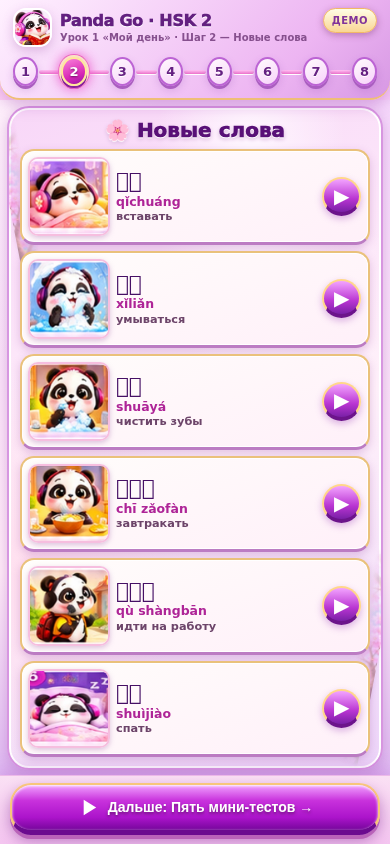 Panda Go · HSK 2
Урок 1 «Мой день» · Шаг 2 — Новые слова
ДЕМО
1 2 3 4 5 6 7 8
🌸 Новые слова
qǐchuáng
вставать
xǐliǎn
умываться
shuāyá
чистить зубы
chī zǎofàn
завтракать
qù shàngbān
идти на работу
shuìjiào
спать
▶ Дальше: Пять мини-тестов →